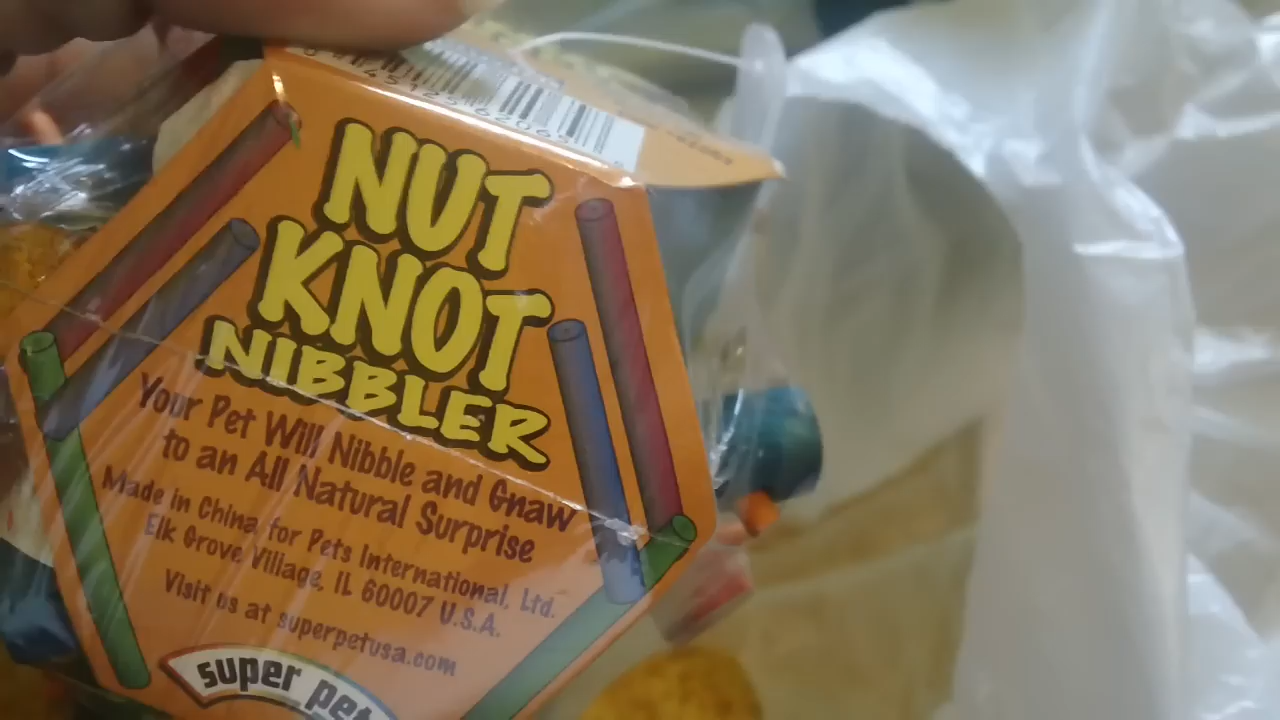 NUT
KNOT
NIBBLER
Your Pet Will Nibble and Gnaw
to an All Natural Surprise
Made in China for Pets International, Ltd.
Elk Grove Village, IL 60007 U.S.A.
Visit us at superpetusa.com
super pet